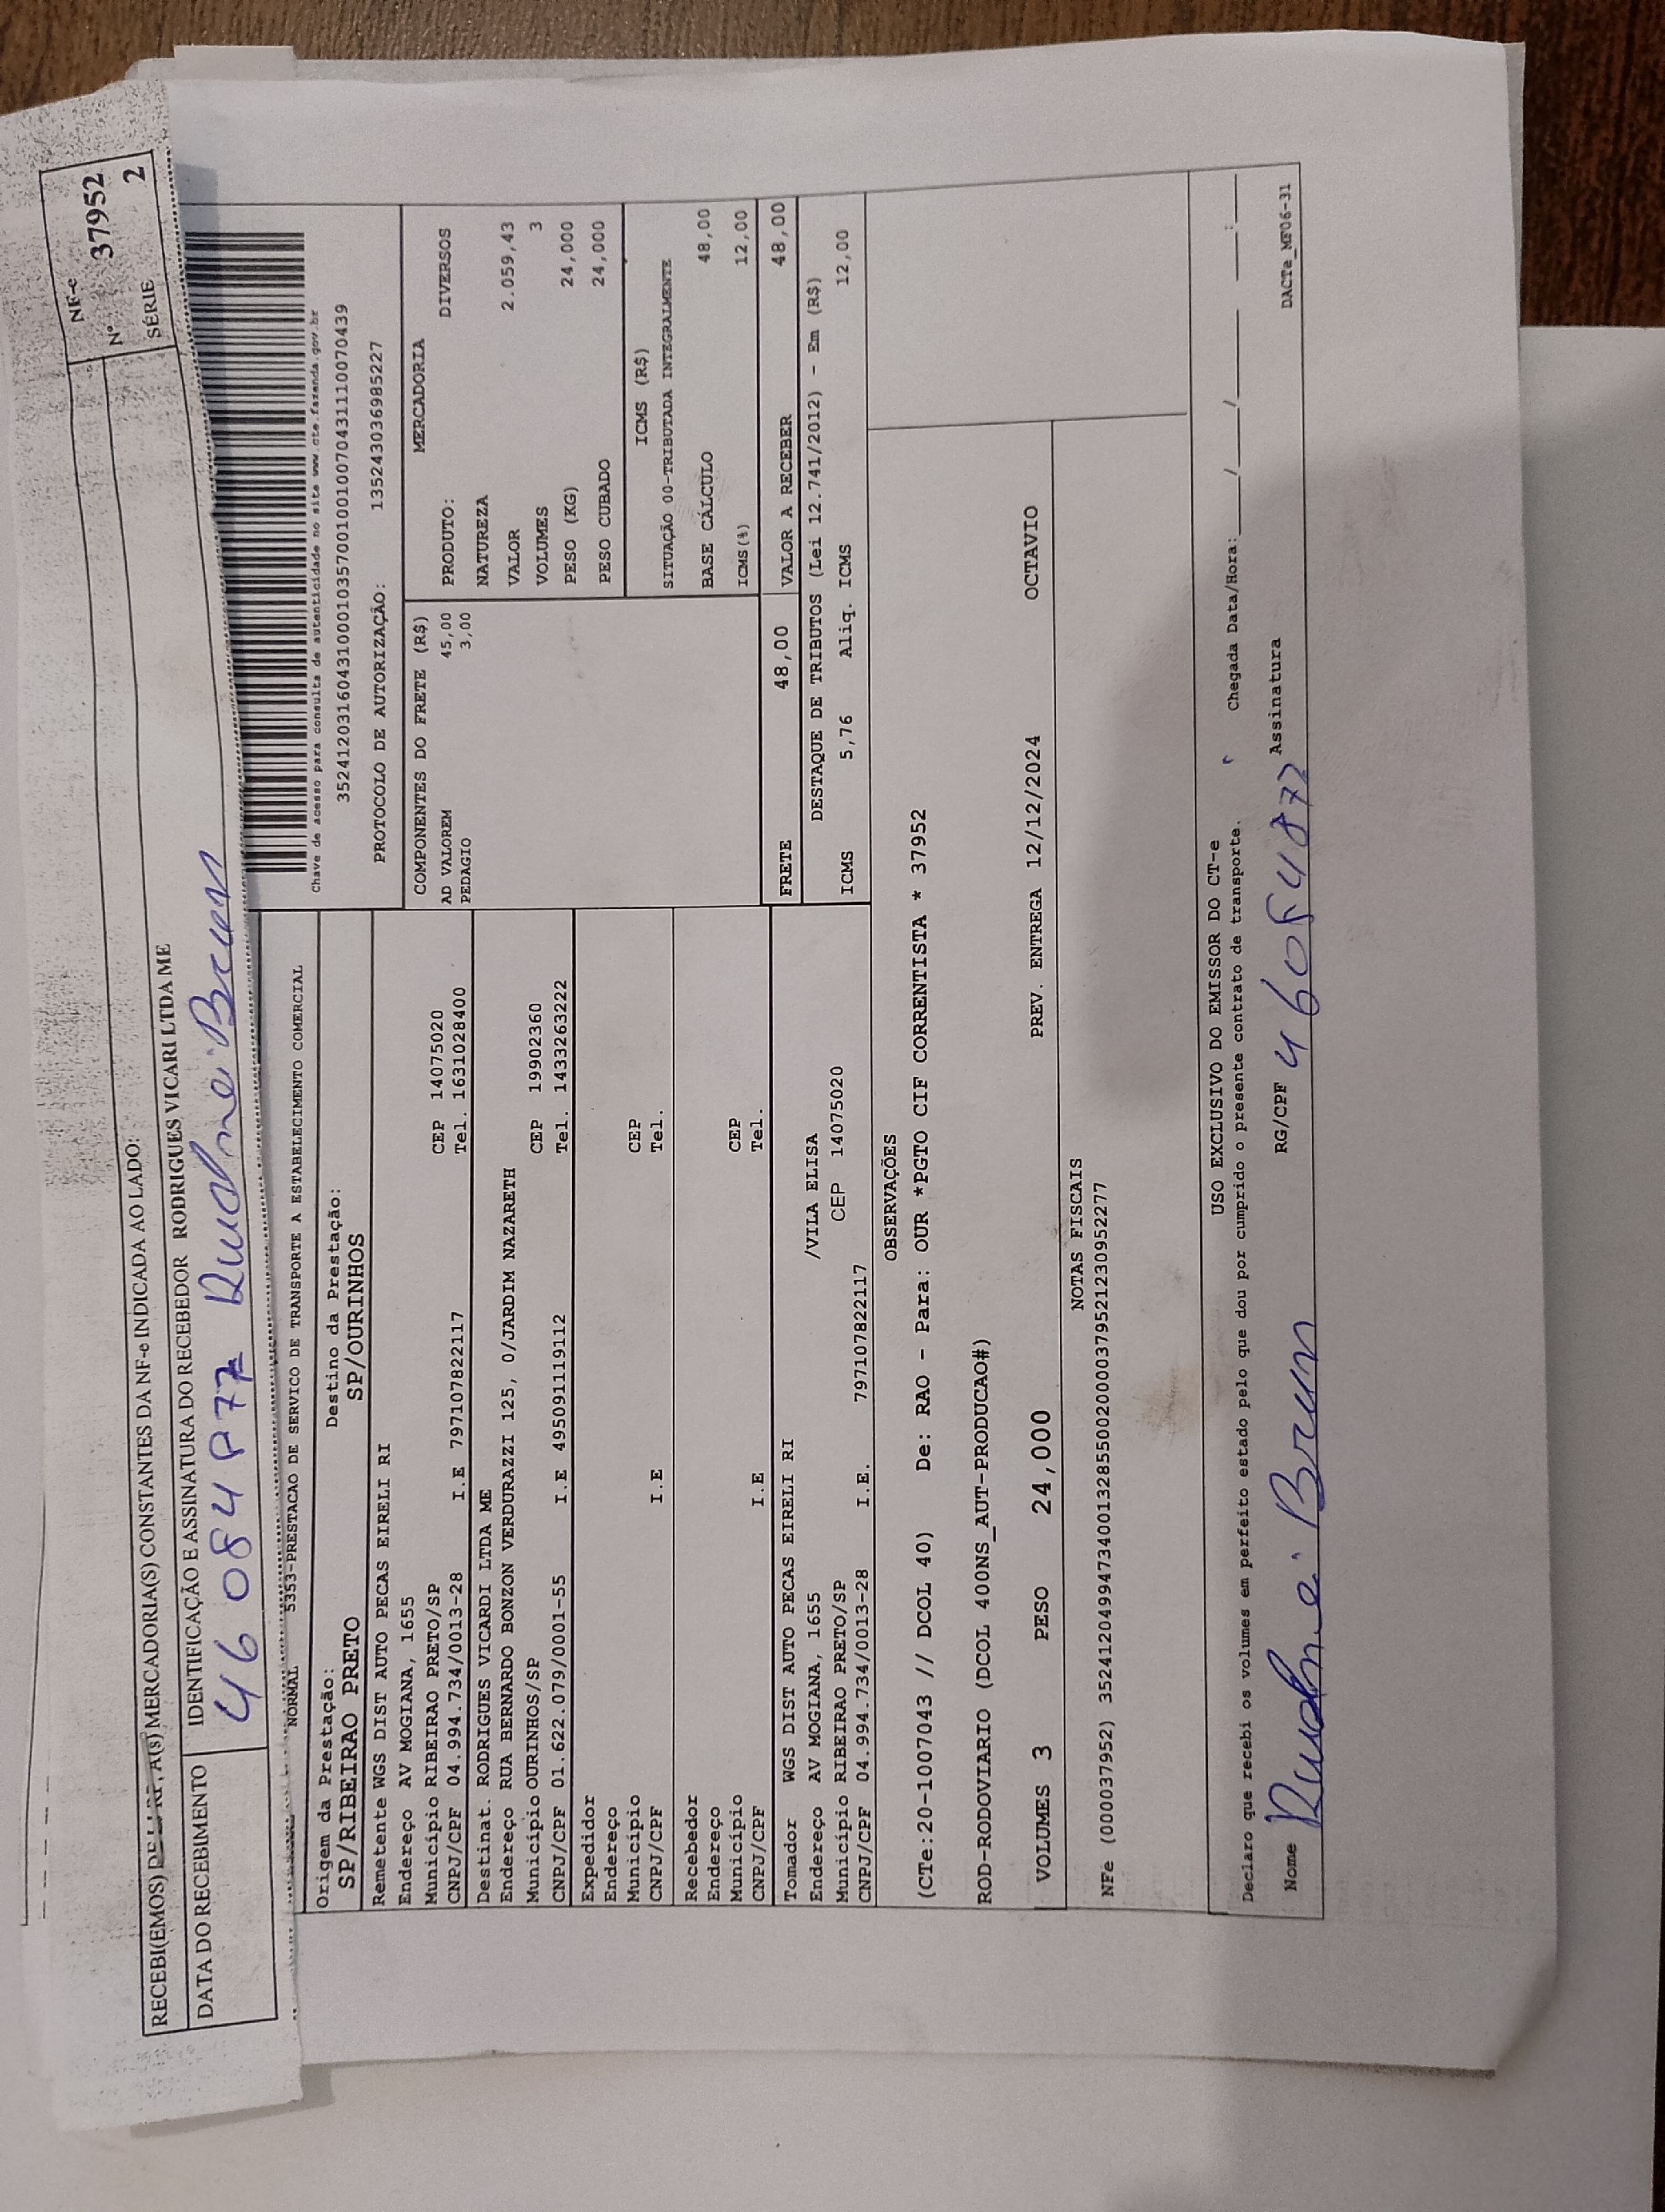 NF-e
Nº 37952
SÉRIE 2
RECEBI(EMOS) DE A(S) MERCADORIA(S) CONSTANTES DA NF-e INDICADA AO LADO:
DATA DO RECEBIMENTO IDENTIFICAÇÃO E ASSINATURA DO RECEBEDOR RODRIGUES VICARI LTDA ME
NORMAL 5353-PRESTACAO DE SERVICO DE TRANSPORTE A ESTABELECIMENTO COMERCIAL
Chave de acesso para consulta de autenticidade no site www.cte.fazenda.gov.br
35241203160431000103570010010070431110070439
PROTOCOLO DE AUTORIZAÇÃO: 135243036985227
Origem da Prestação: Destino da Prestação:
SP/RIBEIRAO PRETO SP/OURINHOS
Remetente WGS DIST AUTO PECAS EIRELI RI
Endereço AV MOGIANA, 1655
Município RIBEIRAO PRETO/SP CEP 14075020
CNPJ/CPF 04.994.734/0013-28 I.E 797107822117 Tel. 1631028400
Destinat. RODRIGUES VICARDI LTDA ME
Endereço RUA BERNARDO BONZON VERDURAZZI 125, 0/JARDIM NAZARETH
Município OURINHOS/SP CEP 19902360
CNPJ/CPF 01.622.079/0001-55 I.E 495091119112 Tel. 1433263222
Expedidor
Endereço
Município CEP
CNPJ/CPF I.E Tel.
Recebedor
Endereço
Município CEP
CNPJ/CPF I.E Tel.
Tomador WGS DIST AUTO PECAS EIRELI RI
Endereço AV MOGIANA, 1655 /VILA ELISA
Município RIBEIRAO PRETO/SP CEP 14075020
CNPJ/CPF 04.994.734/0013-28 I.E. 797107822117
COMPONENTES DO FRETE (R$)
AD VALOREM 45,00
PEDAGIO 3,00
MERCADORIA
PRODUTO: DIVERSOS
NATUREZA
VALOR 2.059,43
VOLUMES 3
PESO (KG) 24,000
PESO CUBADO 24,000
ICMS (R$)
SITUAÇÃO 00-TRIBUTADA INTEGRALMENTE
BASE CÁLCULO 48,00
ICMS(%) 12,00
FRETE 48,00 VALOR A RECEBER 48,00
DESTAQUE DE TRIBUTOS (Lei 12.741/2012) - Em (R$)
ICMS 5,76 Aliq. ICMS 12,00
OBSERVAÇÕES
(CTe:20-1007043 // DCOL 40) De: RAO - Para: OUR *PGTO CIF CORRENTISTA * 37952
ROD-RODOVIARIO (DCOL 400NS_AUT-PRODUCAO#)
VOLUMES 3 PESO 24,000 PREV. ENTREGA 12/12/2024 OCTAVIO
NOTAS FISCAIS
NFe (000037952) 35241204994734001328550020000379521230952277
USO EXCLUSIVO DO EMISSOR DO CT-e
Declaro que recebi os volumes em perfeito estado pelo que dou por cumprido o presente contrato de transporte. Chegada Data/Hora: ____/____/____ ___:___
Nome RG/CPF Assinatura
DACTe_MF06-31